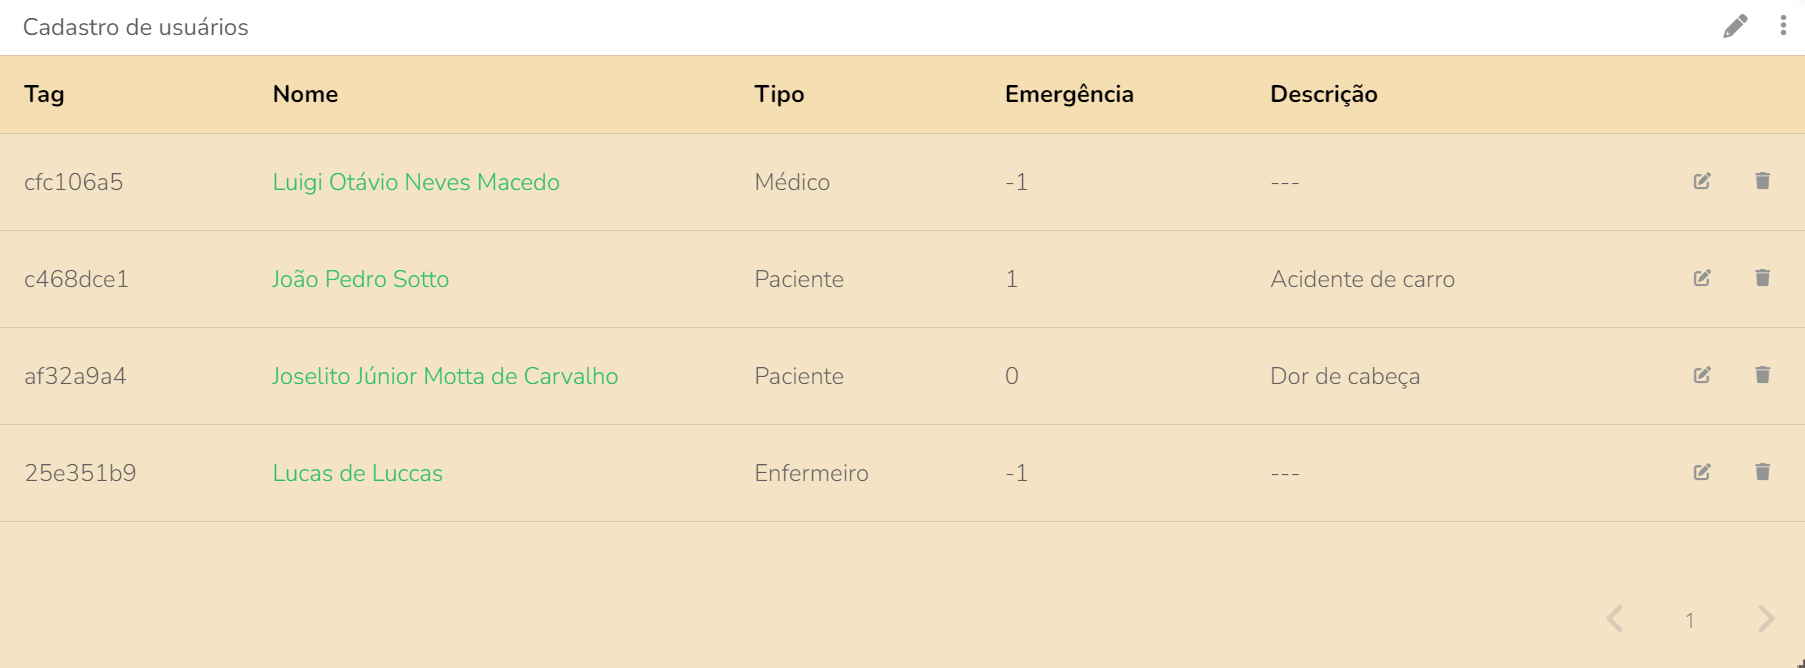 Cadastro de usuários
Tag Nome Tipo Emergência Descrição
cfc106a5 Luigi Otávio Neves Macedo Médico -1 ---
c468dce1 João Pedro Sotto Paciente 1 Acidente de carro
af32a9a4 Joselito Júnior Motta de Carvalho Paciente 0 Dor de cabeça
25e351b9 Lucas de Luccas Enfermeiro -1 ---
1